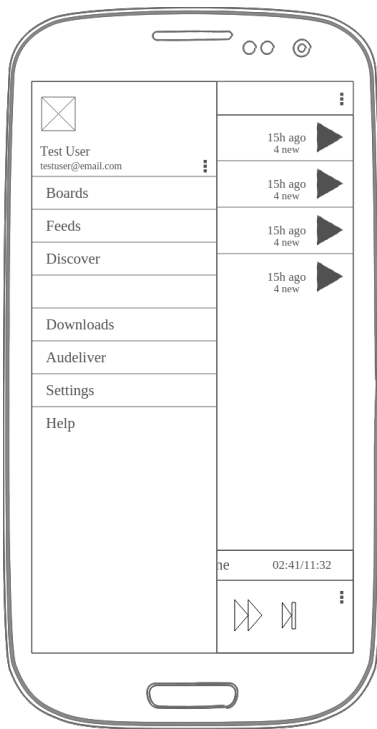 Test User
testuser@email.com
Boards
Feeds
Discover
Downloads
Audeliver
Settings
Help
15h ago
4 new
15h ago
4 new
15h ago
4 new
15h ago
4 new
02:41/11:32